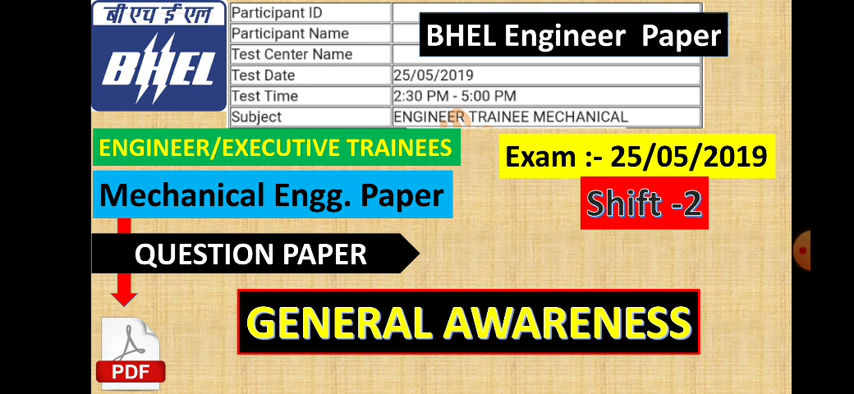 बी एच ई एल
BHEL
Participant ID
Participant Name
Test Center Name
Test Date 25/05/2019
Test Time 2:30 PM - 5:00 PM
Subject ENGINEER TRAINEE MECHANICAL
BHEL Engineer Paper
ENGINEER/EXECUTIVE TRAINEES
Exam :- 25/05/2019
Mechanical Engg. Paper
Shift -2
QUESTION PAPER
GENERAL AWARENESS
PDF